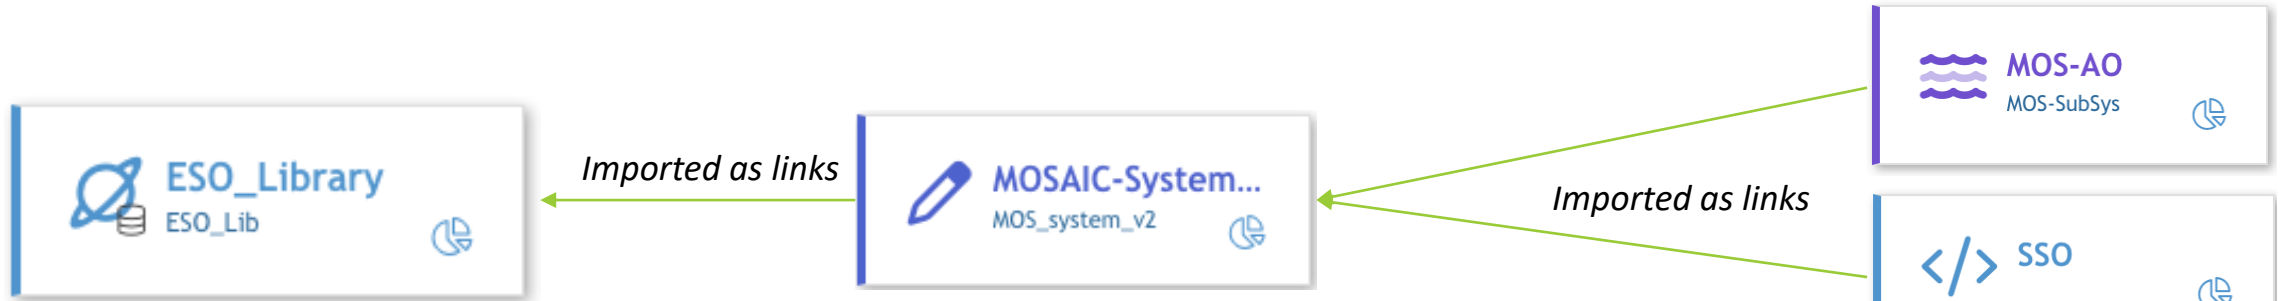 ESO_Library
ESO_Lib
Imported as links
MOSAIC-System...
MOS_system_v2
Imported as links
MOS-AO
MOS-SubSys
SSO